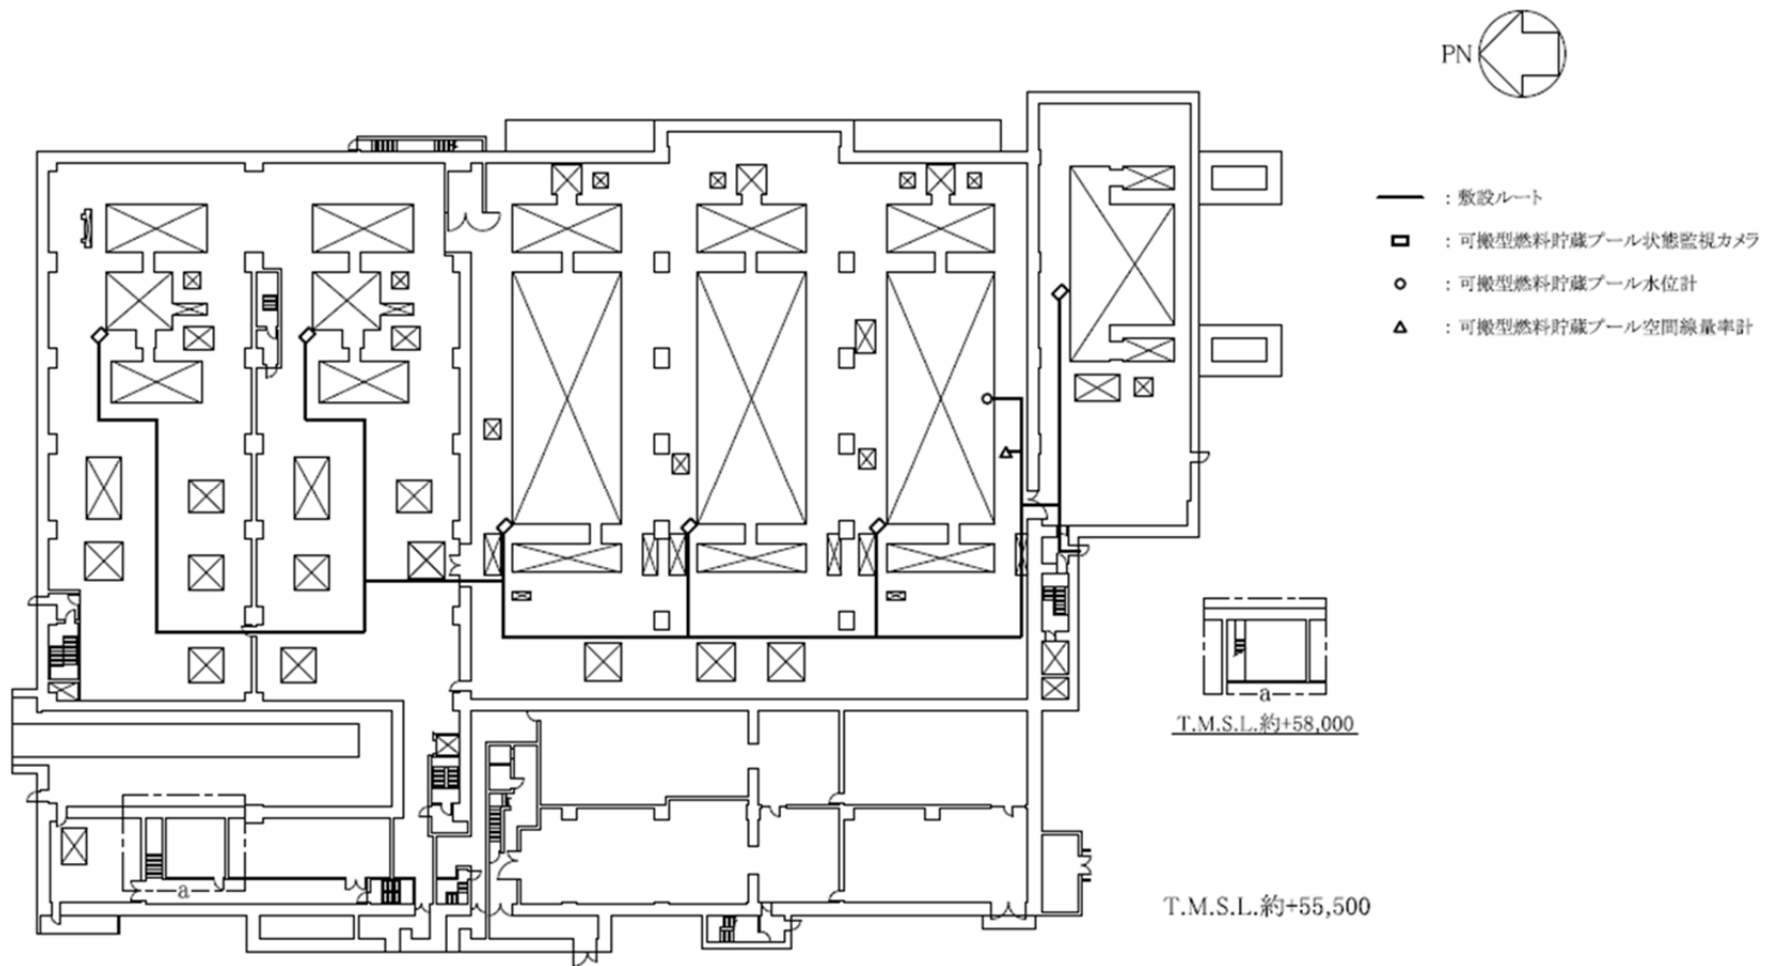 PN
：敷設ルート
：可搬型燃料貯蔵プール状態監視カメラ
：可搬型燃料貯蔵プール水位計
：可搬型燃料貯蔵プール空間線量率計
a
T.M.S.L.約+58,000
a
T.M.S.L.約+55,500